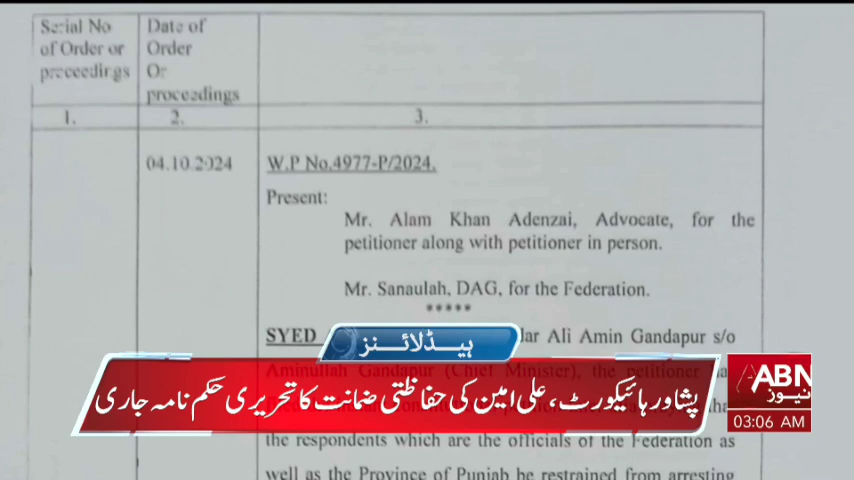 Serial No
of Order or
proceedings
Date of
Order
Or
proceedings
1.
2.
3.
04.10.2024
W.P No.4977-P/2024.
Present:
Mr. Alam Khan Adenzai, Advocate, for the
petitioner along with petitioner in person.
Mr. Sanaulah, DAG, for the Federation.
*****
SYED Ali Amin Gandapur s/o
Aminullah Gandapur (Chief Minister), the petitioner
the respondents which are the officials of the Federation as
well as the Province of Punjab be restrained from arresting
ہیڈلائنز
پشاور ہائیکورٹ، علی امین کی حفاظتی ضمانت کا تحریری حکم نامہ جاری
ABN
نیوز
03:06 AM